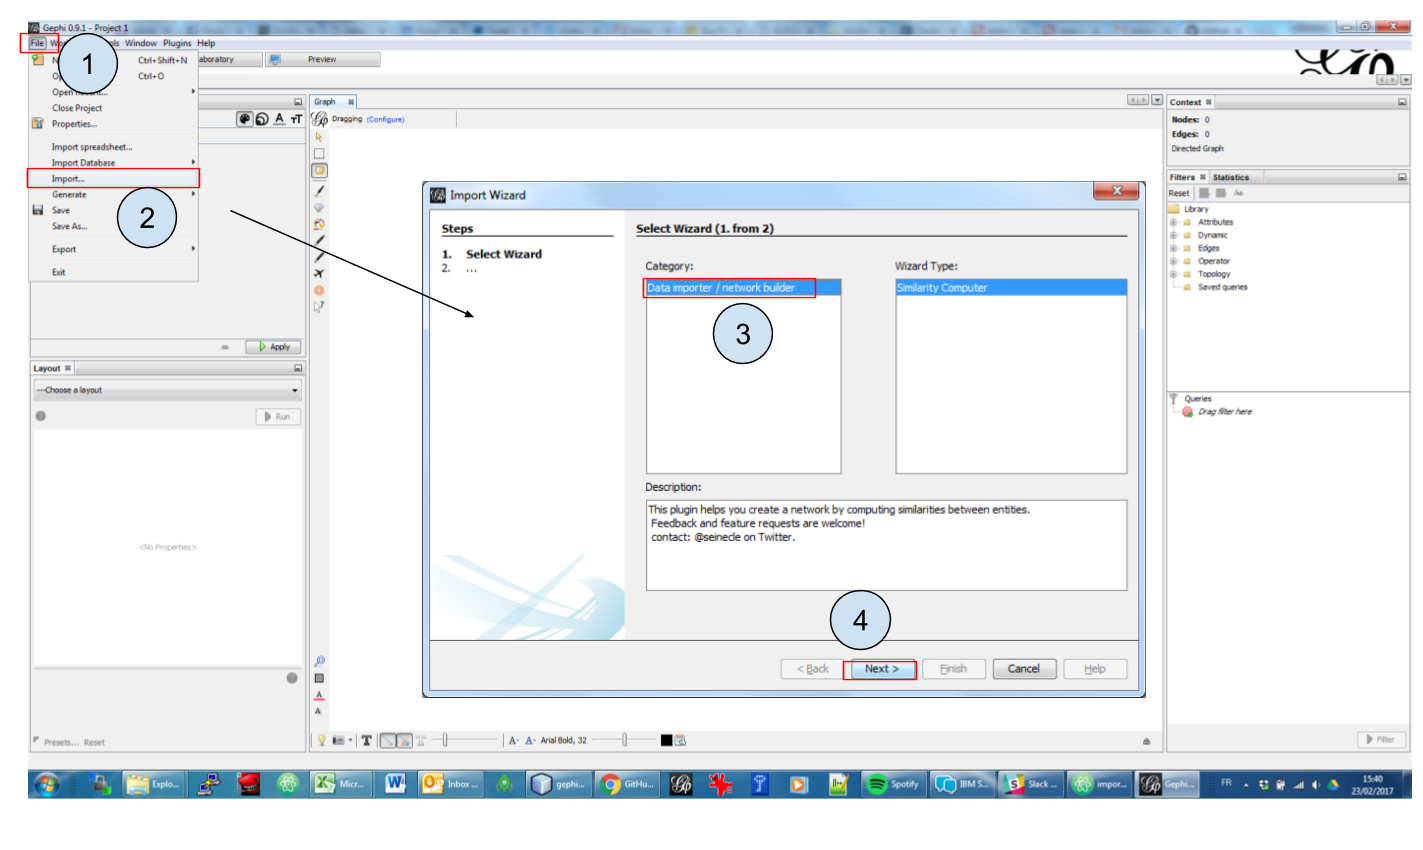 Gephi 0.9.1 - Project 1
File Window Plugins Help
1
Ctrl+Shift+N
aboratory
Preview
Ctrl+O
Open Recent...
Close Project
Properties...
Import spreadsheet...
Import Database
Import...
Generate
Save
Save As...
Export
Exit
2
Graph
Dragging (Configure)
Apply
Layout
---Choose a layout
Run
<No Properties>
Presets... Reset
Import Wizard
Steps
1. Select Wizard
2. ...
Select Wizard (1. from 2)
Category:
Wizard Type:
Data importer / network builder
Similarity Computer
3
Description:
This plugin helps you create a network by computing similarities between entities.
Feedback and feature requests are welcome!
contact: @seinecle on Twitter.
4
< Back
Next >
Finish
Cancel
Help
Context
Nodes: 0
Edges: 0
Directed Graph
Filters Statistics
Reset
Library
Attributes
Dynamic
Edges
Operator
Topology
Saved queries
Queries
Drag filter here
Filter
A- A- Arial Bold, 32
Explo...
Micr...
Inbox ...
gephi...
GitHu...
Spotify
IBM S...
Slack ...
impor...
Gephi...
FR
15:40
23/02/2017